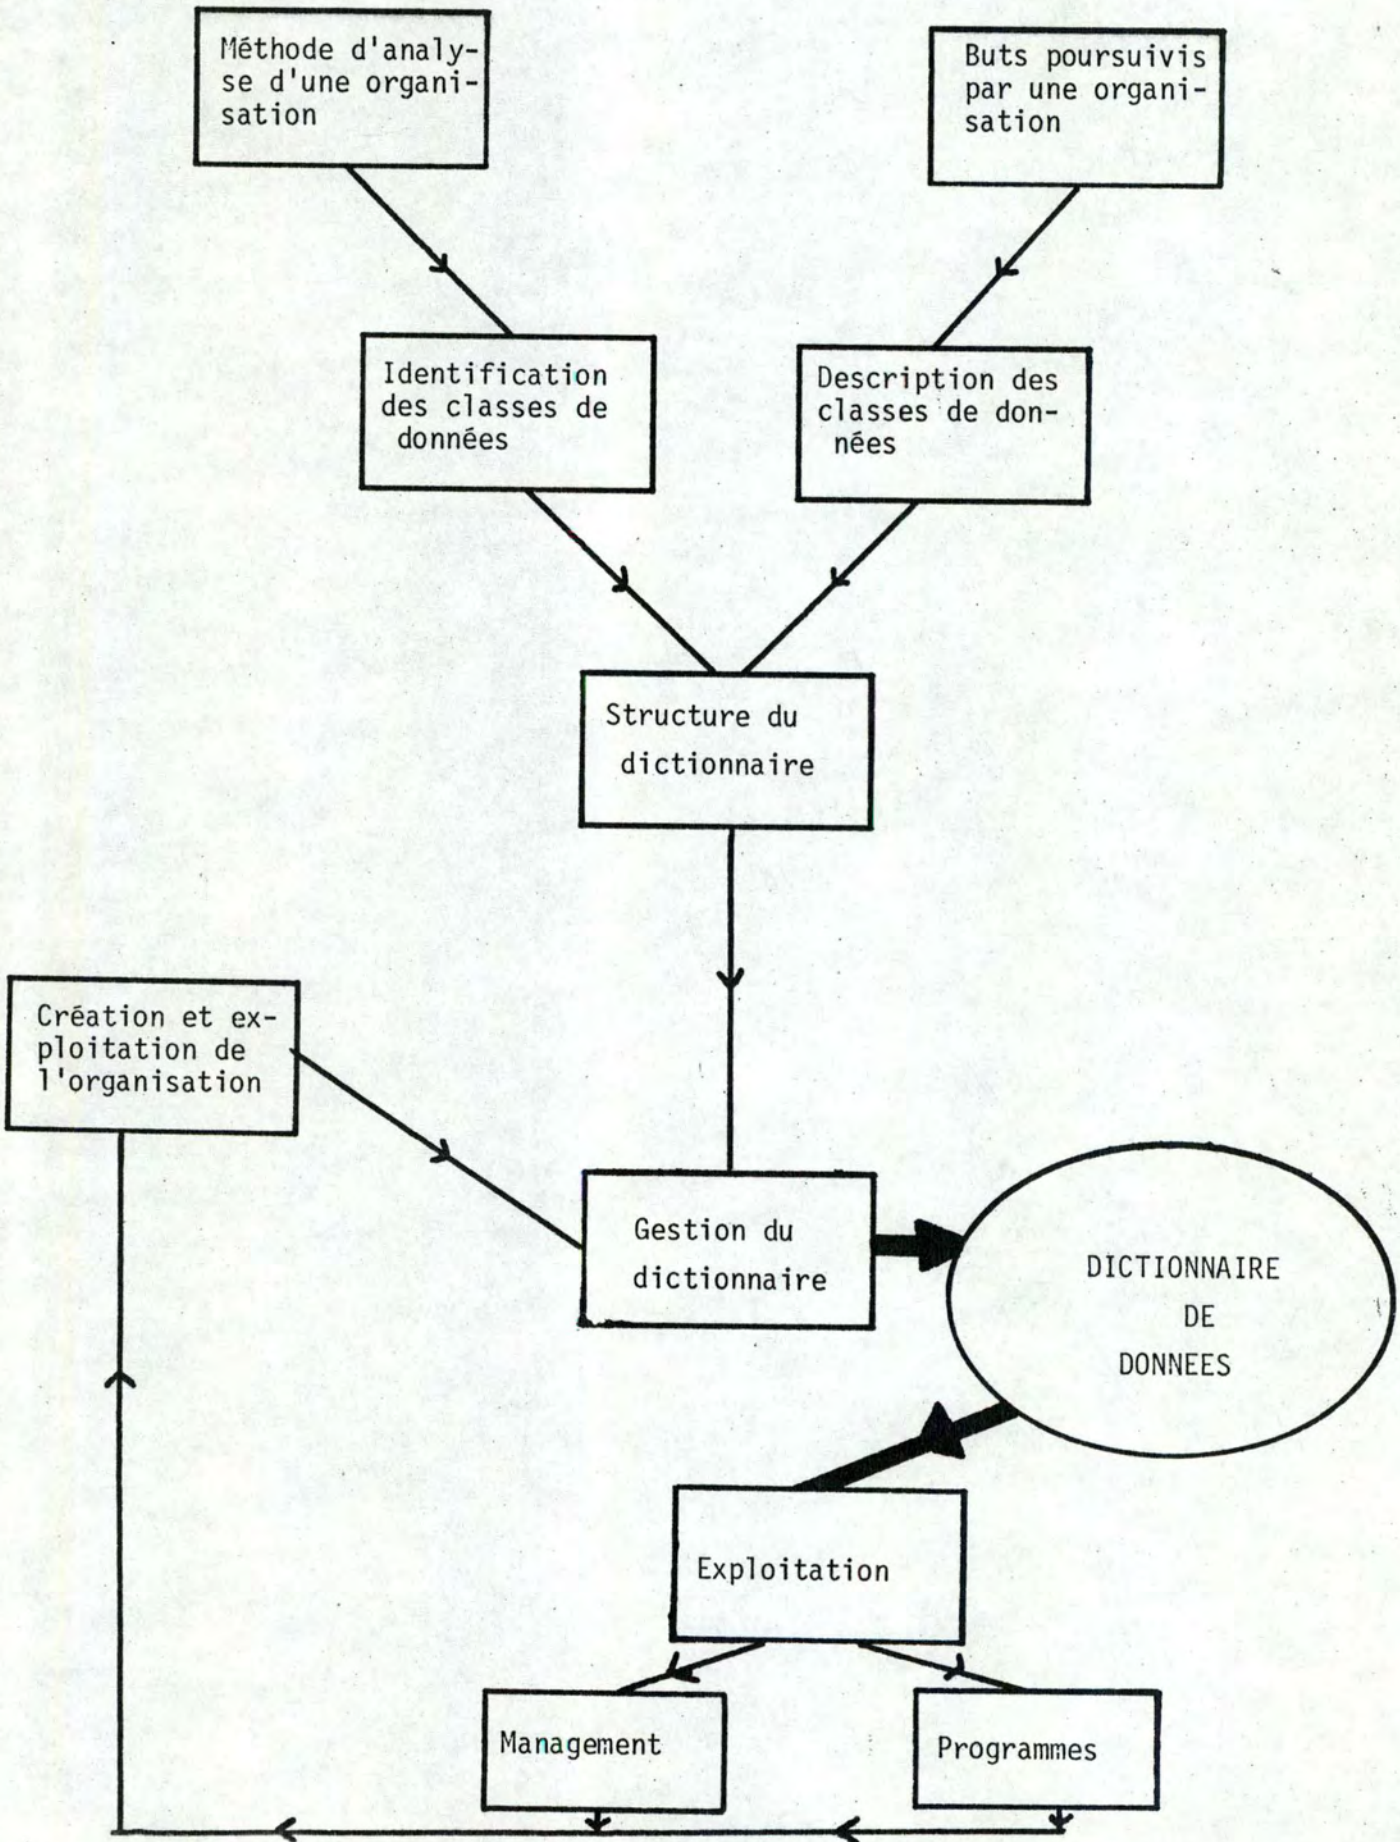 Méthode d'analy-
se d'une organi-
sation
Buts poursuivis
par une organi-
sation
Identification
des classes de
données
Description des
classes de don-
nées
Structure du
dictionnaire
Création et ex-
ploitation de
l'organisation
Gestion du
dictionnaire
DICTIONNAIRE
DE
DONNEES
Exploitation
Management
Programmes